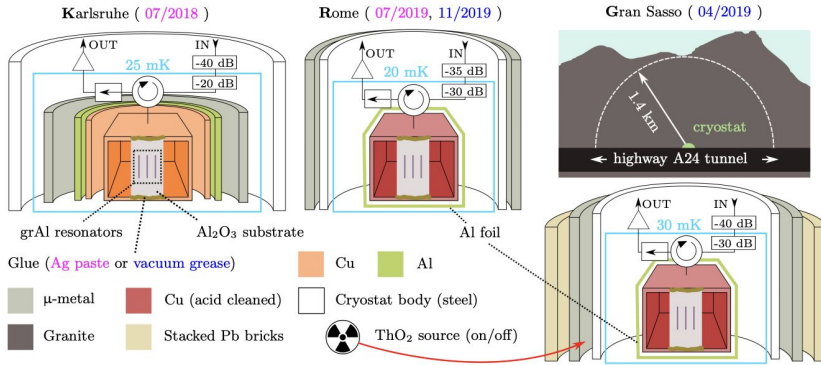 Karlsruhe ( 07/2018 )
OUT
IN
-40 dB
-20 dB
25 mK
Rome ( 07/2019, 11/2019 )
OUT
IN
-35 dB
-30 dB
20 mK
Gran Sasso ( 04/2019 )
1.4 km
cryostat
highway A24 tunnel
grAl resonators
Al₂O₃ substrate
Al foil
Glue (Ag paste or vacuum grease)
Cu
Al
μ-metal
Cu (acid cleaned)
Cryostat body (steel)
Granite
Stacked Pb bricks
ThO₂ source (on/off)
OUT
IN
-40 dB
-30 dB
30 mK